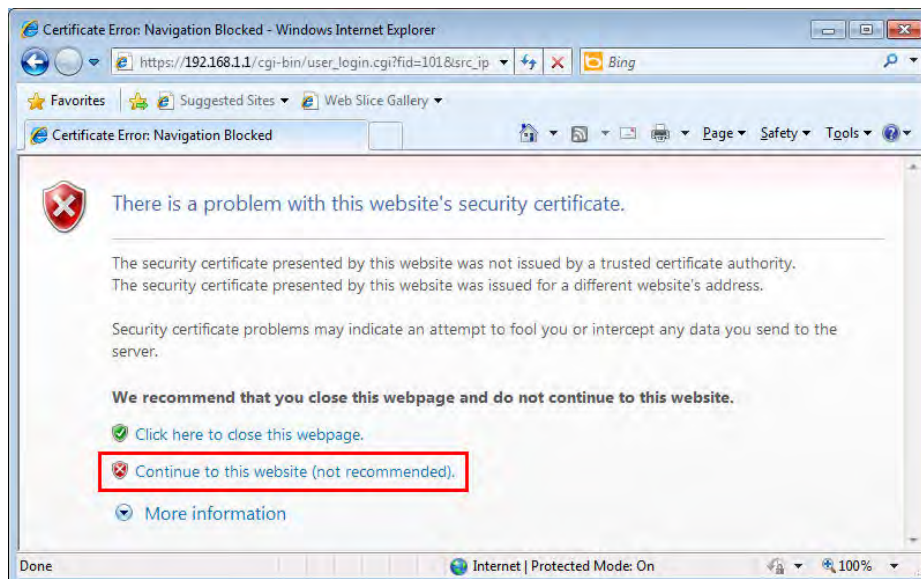 Certificate Error: Navigation Blocked - Windows Internet Explorer
https://192.168.1.1/cgi-bin/user_login.cgi?fid=101&src_ip
Bing
Favorites Suggested Sites Web Slice Gallery
Certificate Error: Navigation Blocked
Page Safety Tools
There is a problem with this website's security certificate.
The security certificate presented by this website was not issued by a trusted certificate authority.
The security certificate presented by this website was issued for a different website's address.
Security certificate problems may indicate an attempt to fool you or intercept any data you send to the
server.
We recommend that you close this webpage and do not continue to this website.
Click here to close this webpage.
Continue to this website (not recommended).
More information
Done Internet | Protected Mode: On 100%